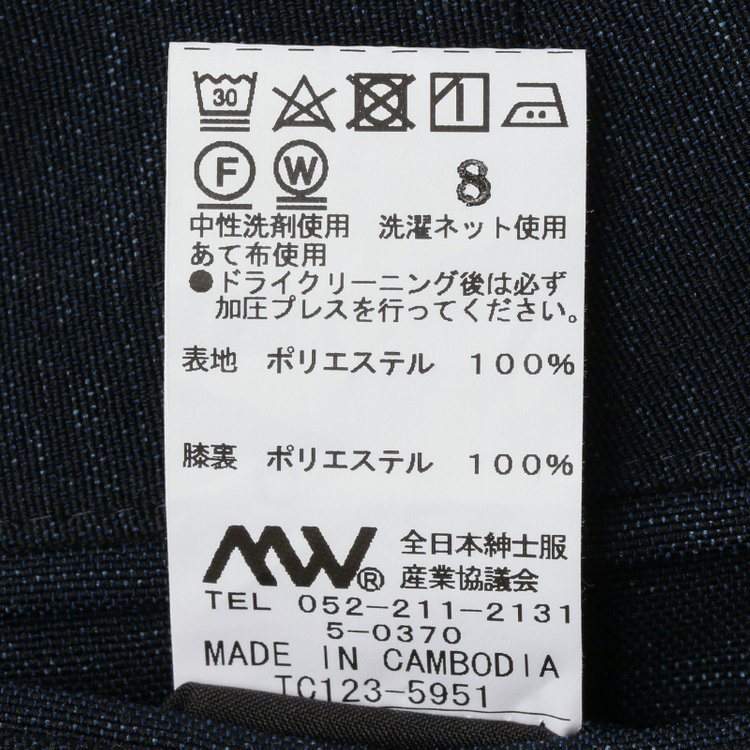 30
F W 8
中性洗剤使用 洗濯ネット使用
あて布使用
●ドライクリーニング後は必ず
加圧プレスを行ってください。
表地 ポリエステル 100%
膝裏 ポリエステル 100%
MW® 全日本紳士服
産業協議会
TEL 052-211-2131
5-0370
MADE IN CAMBODIA
TC123-5951